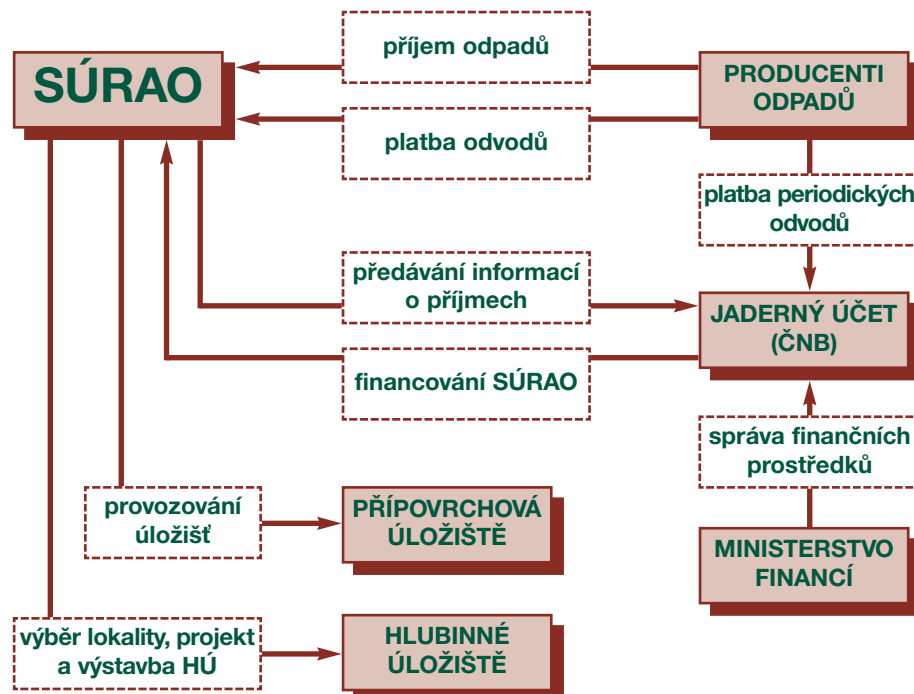 SÚRAO
příjem odpadů
PRODUCENTI
ODPADŮ
platba odvodů
platba periodických
odvodů
předávání informací
o příjmech
JADERNÝ ÚČET
(ČNB)
financování SÚRAO
správa finančních
prostředků
provozování
úložišť
PŘÍPOVRCHOVÁ
ÚLOŽIŠTĚ
MINISTERSTVO
FINANCÍ
výběr lokality, projekt
a výstavba HÚ
HLUBINNÉ
ÚLOŽIŠTĚ